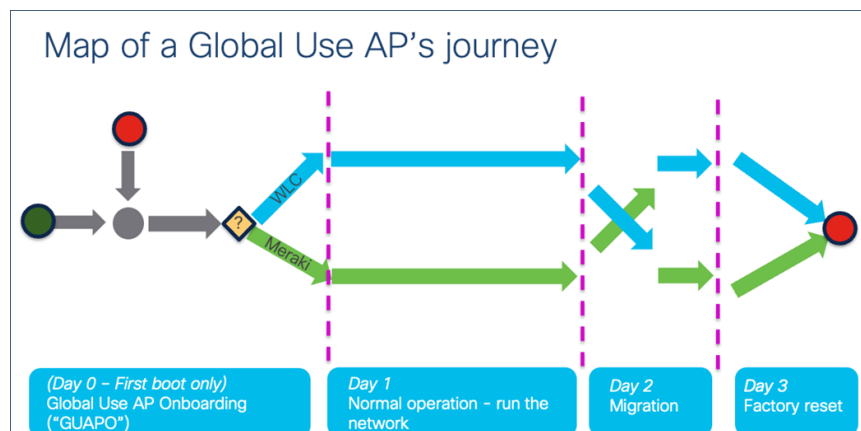 Map of a Global Use AP's journey
WLC
?
Meraki
(Day 0 – First boot only)
Global Use AP Onboarding
("GUAPO")
Day 1
Normal operation – run the
network
Day 2
Migration
Day 3
Factory reset